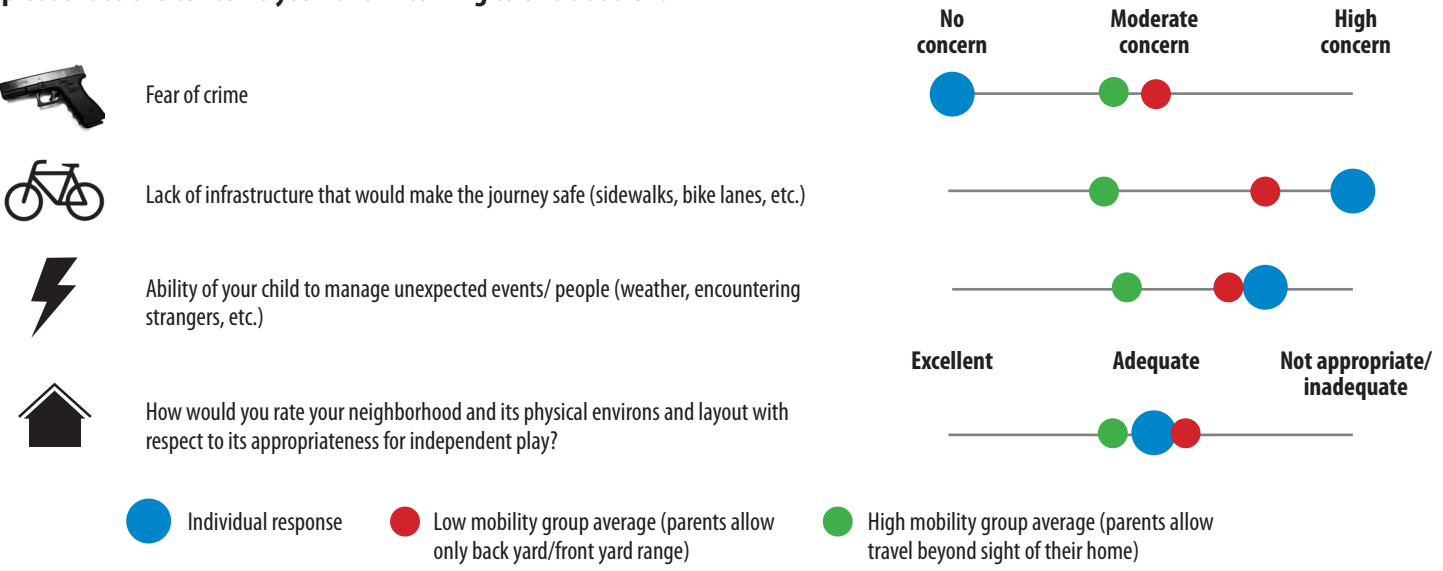 No
concern
Moderate
concern
High
concern
Fear of crime
Lack of infrastructure that would make the journey safe (sidewalks, bike lanes, etc.)
Ability of your child to manage unexpected events/ people (weather, encountering
strangers, etc.)
Excellent
Adequate
Not appropriate/
inadequate
How would you rate your neighborhood and its physical environs and layout with
respect to its appropriateness for independent play?
Individual response
Low mobility group average (parents allow
only back yard/front yard range)
High mobility group average (parents allow
travel beyond sight of their home)